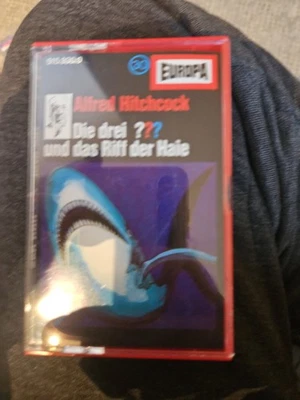 EUROPA
Alfred Hitchcock
Die drei ???
und das Riff der Haie